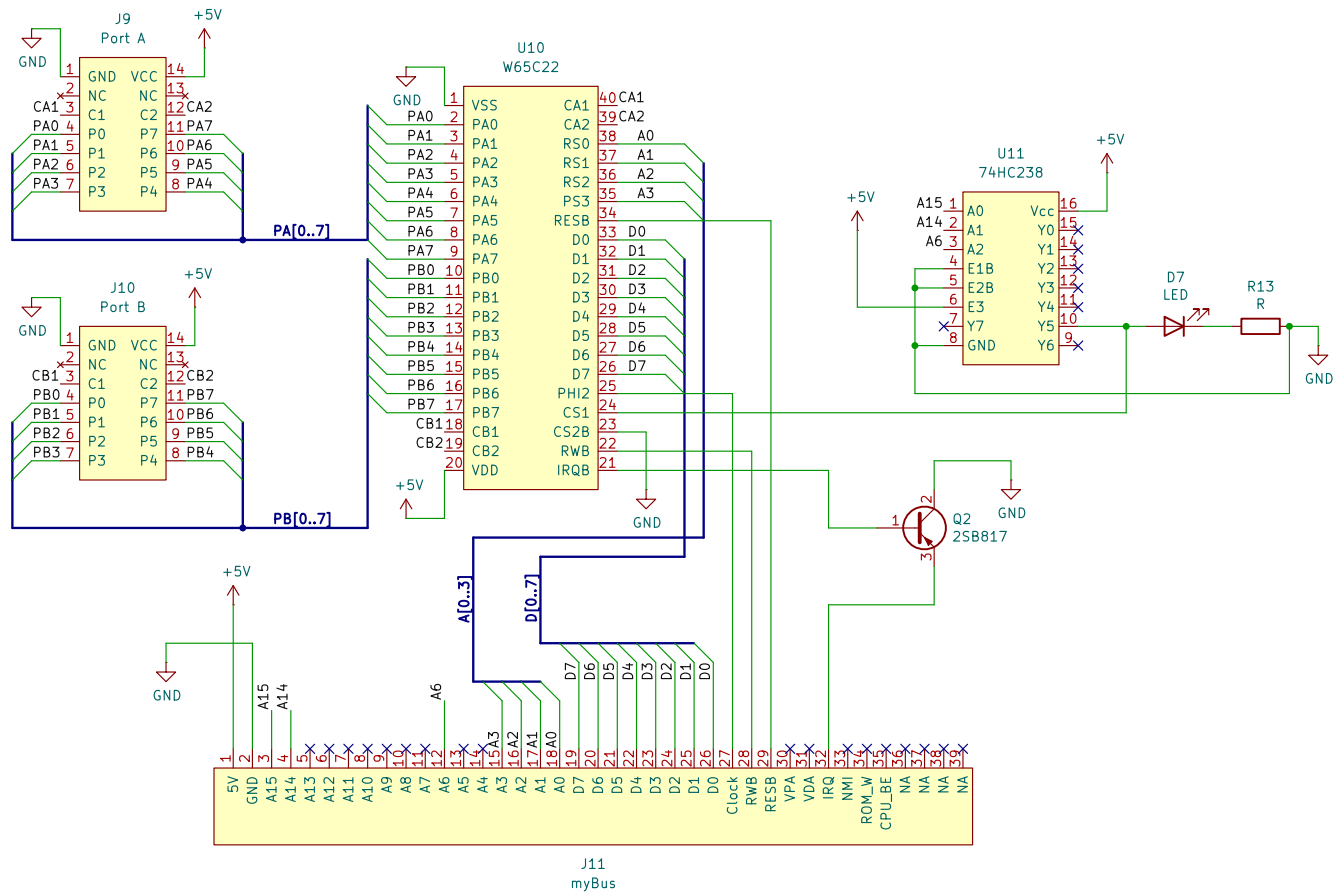 J9
Port A
+5V
GND
1 GND VCC 14
2 NC NC 13
CA1 3 C1 C2 12 CA2
PA0 4 P0 P7 11 PA7
PA1 5 P1 P6 10 PA6
PA2 6 P2 P5 9 PA5
PA3 7 P3 P4 8 PA4
PA[0..7]
J10
Port B
+5V
GND
1 GND VCC 14
2 NC NC 13
CB1 3 C1 C2 12 CB2
PB0 4 P0 P7 11 PB7
PB1 5 P1 P6 10 PB6
PB2 6 P2 P5 9 PB5
PB3 7 P3 P4 8 PB4
PB[0..7]
U10
W65C22
GND
1 VSS CA1 40 CA1
PA0 2 PA0 CA2 39 CA2
PA1 3 PA1 RS0 38 A0
PA2 4 PA2 RS1 37 A1
PA3 5 PA3 RS2 36 A2
PA4 6 PA4 PS3 35 A3
PA5 7 PA5 RESB 34
PA6 8 PA6 D0 33 D0
PA7 9 PA7 D1 32 D1
PB0 10 PB0 D2 31 D2
PB1 11 PB1 D3 30 D3
PB2 12 PB2 D4 29 D4
PB3 13 PB3 D5 28 D5
PB4 14 PB4 D6 27 D6
PB5 15 PB5 D7 26 D7
PB6 16 PB6 PHI2 25
PB7 17 PB7 CS1 24
CB1 18 CB1 CS2B 23
CB2 19 CB2 RWB 22
20 VDD IRQB 21
+5V
GND
U11
74HC238
+5V
+5V
A15 1 A0 Vcc 16
A14 2 A1 Y0 15
A6 3 A2 Y1 14
4 E1B Y2 13
5 E2B Y3 12
6 E3 Y4 11
7 Y7 Y5 10
8 GND Y6 9
D7
LED
R13
R
GND
GND
1
2
3
Q2
2SB817
A[0..3]
D[0..7]
+5V
GND
A15
A14
A6
A3
A2
A1
A0
D7
D6
D5
D4
D3
D2
D1
D0
1 5V
2 GND
3 A15
4 A14
5 A13
6 A12
7 A11
8 A10
9 A9
10 A8
11 A7
12 A6
13 A5
14 A4
15 A3
16 A2
17 A1
18 A0
19 D7
20 D6
21 D5
22 D4
23 D3
24 D2
25 D1
26 D0
27 Clock
28 RWB
29 RESB
30 VPA
31 VDA
32 IRQ
33 NMI
34 ROM_W
35 CPU_BE
36 NA
37 NA
38 NA
39 NA
J11
myBus